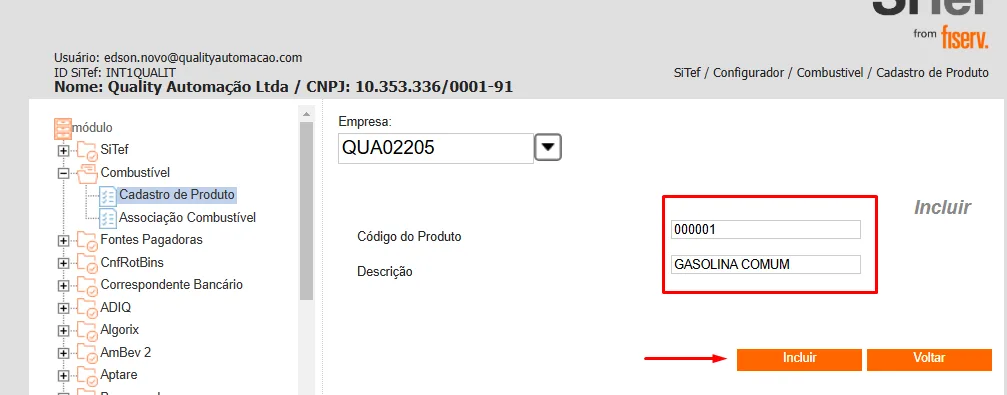 from fiserv.
Usuário: edson.novo@qualityautomacao.com
ID SiTef: INT1QUALIT
Nome: Quality Automação Ltda / CNPJ: 10.353.336/0001-91
SiTef / Configurador / Combustivel / Cadastro de Produto
módulo
SiTef
Combustível
Cadastro de Produto
Associação Combustível
Fontes Pagadoras
CnfRotBins
Correspondente Bancário
ADIQ
Algorix
AmBev 2
Aptare
Empresa:
QUA02205
Incluir
Código do Produto
000001
Descrição
GASOLINA COMUM
Incluir
Voltar